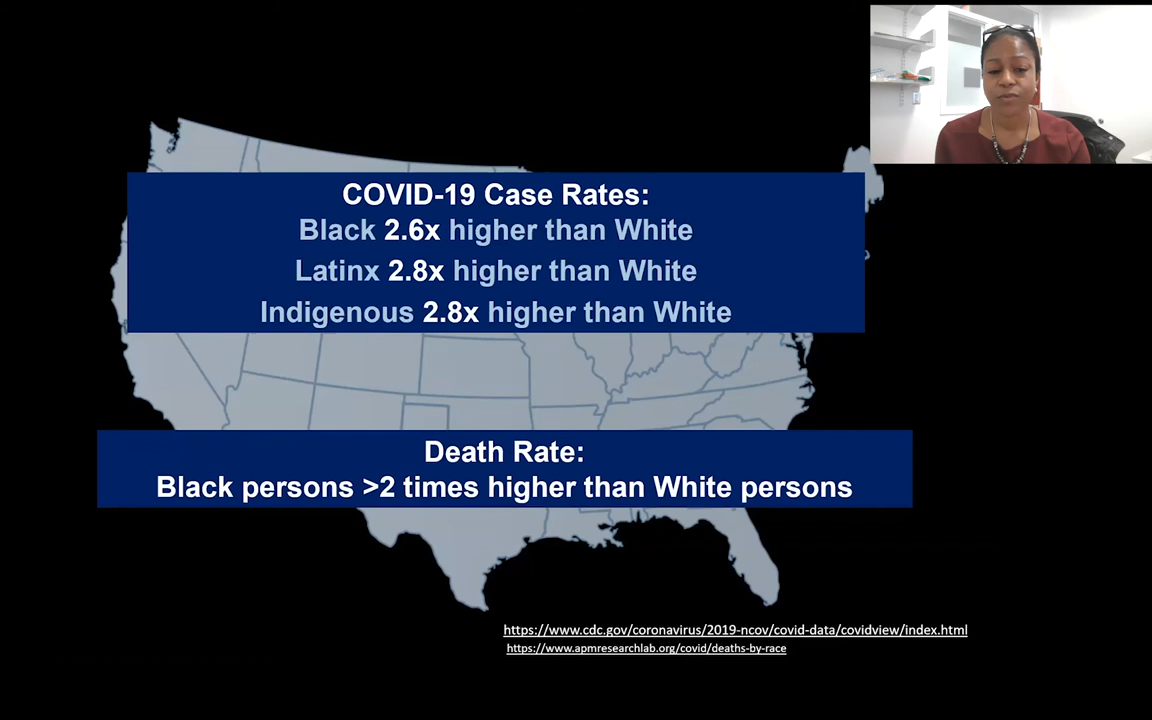 COVID-19 Case Rates:
Black 2.6x higher than White
Latinx 2.8x higher than White
Indigenous 2.8x higher than White
Death Rate:
Black persons >2 times higher than White persons
https://www.cdc.gov/coronavirus/2019-ncov/covid-data/covidview/index.html
https://www.apmresearchlab.org/covid/deaths-by-race